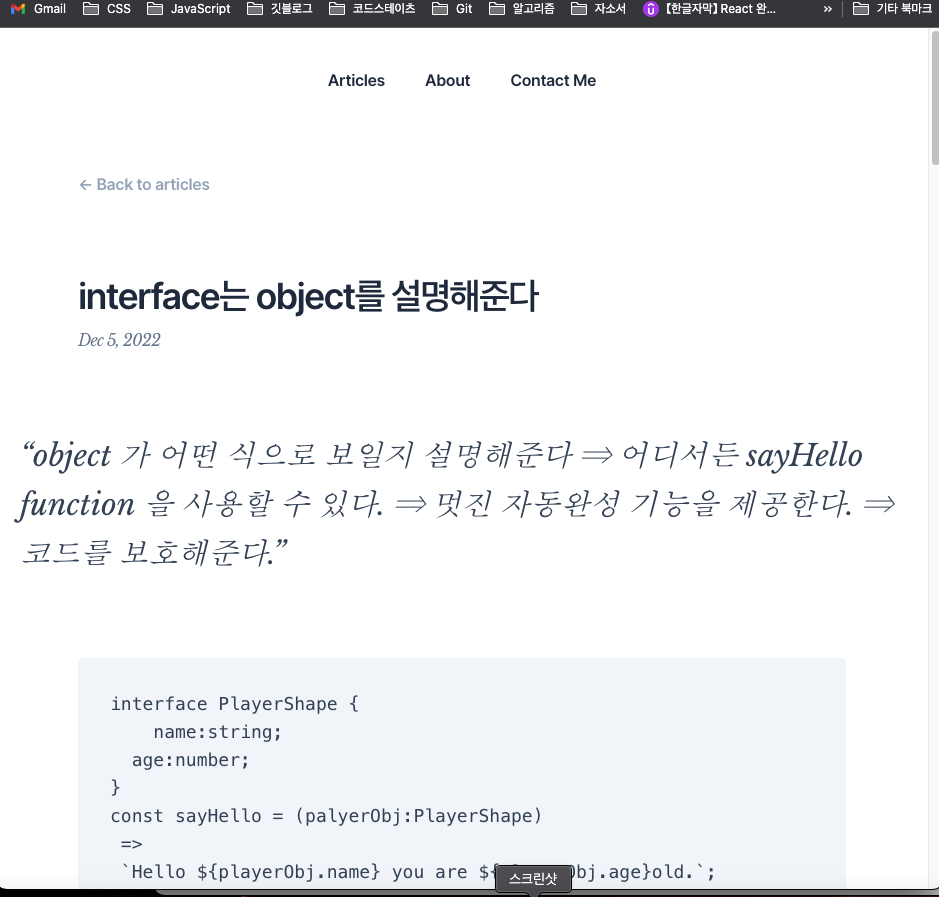 Gmail CSS JavaScript 깃블로그 코드스테이츠 Git 알고리즘 자소서 【한글자막】 React 완... » 기타 북마크
Articles About Contact Me
← Back to articles
interface는 object를 설명해준다
Dec 5, 2022
“object 가 어떤 식으로 보일지 설명해준다 ⇒ 어디서든 sayHello
function 을 사용할 수 있다. ⇒ 멋진 자동완성 기능을 제공한다. ⇒
코드를 보호해준다.”
interface PlayerShape {
name:string;
age:number;
}
const sayHello = (palyerObj:PlayerShape)
=>
`Hello ${playerObj.name} you are ${ bj.age}old.`;
스크린샷